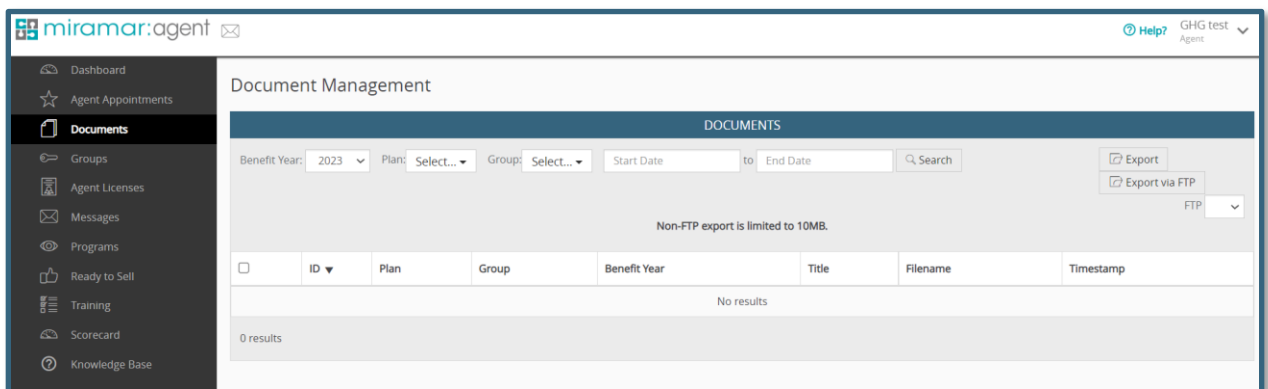 miramar:agent
Help?
GHG test
Agent
Dashboard
Agent Appointments
Documents
Groups
Agent Licenses
Messages
Programs
Ready to Sell
Training
Scorecard
Knowledge Base
Document Management
DOCUMENTS
Benefit Year: 2023 Plan: Select... Group: Select... Start Date to End Date Search Export
Export via FTP
FTP
Non-FTP export is limited to 10MB.
ID Plan Group Benefit Year Title Filename Timestamp
No results
0 results